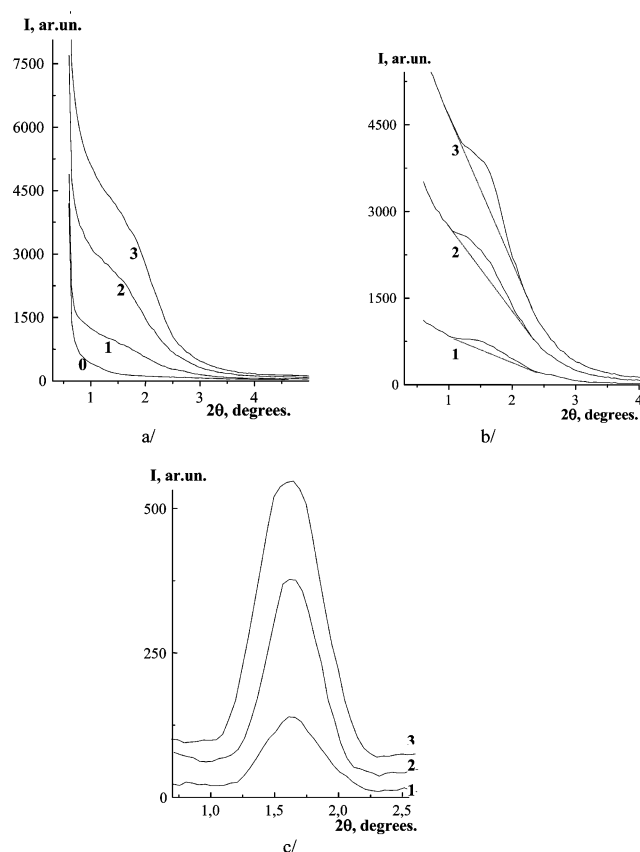 I, ar.un.
7500
6000
4500
3000
1500
0
3
2
1
0
1 2 3 4
2θ, degrees.
a/
I, ar.un.
4500
3000
1500
0
3
2
1
1 2 3 4
2θ, degrees.
b/
I, ar.un.
500
250
0
3
2
1
1,0 1,5 2,0 2,5
2θ, degrees.
c/